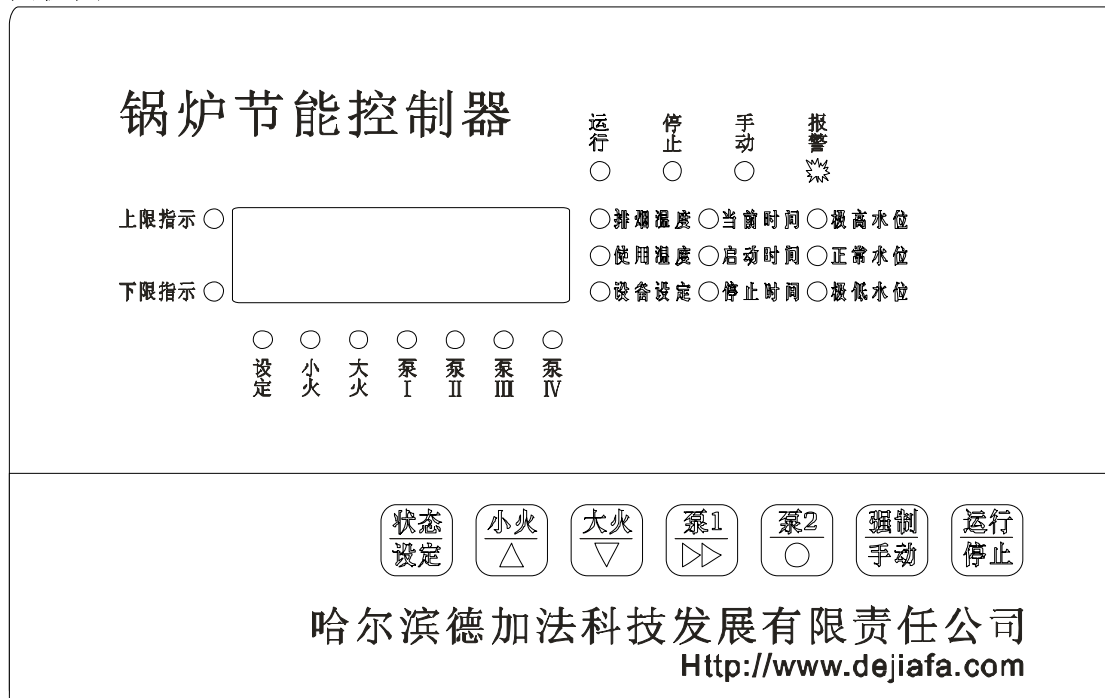 锅炉节能控制器
运行 停止 手动 报警
上限指示
排烟温度 当前时间 极高水位
使用温度 启动时间 正常水位
下限指示
设备设定 停止时间 极低水位
设定 小火 大火 泵I 泵II 泵III 泵IV
状态 小火 大火 泵1 泵2 强制 运行
设定 手动 停止
哈尔滨德加法科技发展有限责任公司
Http://www.dejiafa.com